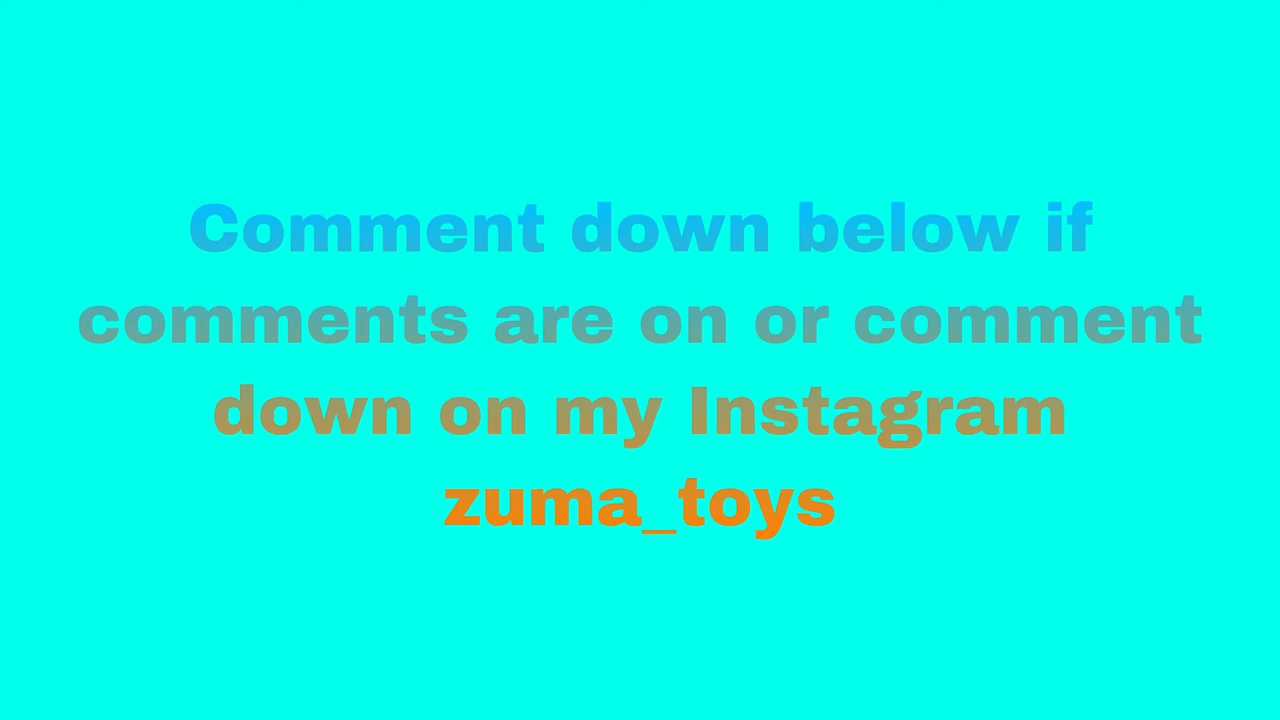 Comment down below if
comments are on or comment
down on my Instagram
zuma_toys